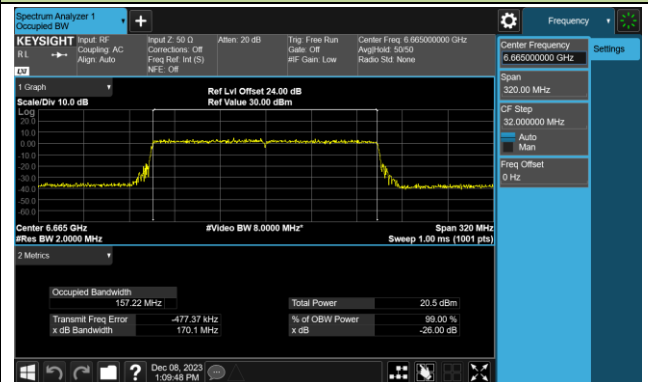 Spectrum Analyzer 1
Occupied BW
Frequency
KEYSIGHT
RL
Input: RF
Coupling: AC
Align: Auto
Input Z: 50 Ω
Corrections: Off
Freq Ref: Int (S)
NFE: Off
Atten: 20 dB
Trig: Free Run
Gate: Off
#IF Gain: Low
Center Freq: 6.665000000 GHz
Avg|Hold: 50/50
Radio Std: None
LXI
Center Frequency
6.665000000 GHz
Settings
Span
320.00 MHz
CF Step
32.000000 MHz
Auto
Man
Freq Offset
0 Hz
1 Graph
Scale/Div 10.0 dB
Ref Lvl Offset 24.00 dB
Ref Value 30.00 dBm
Log
20.0
10.0
0.00
-10.0
-20.0
-30.0
-40.0
-50.0
-60.0
Center 6.665 GHz
#Res BW 2.0000 MHz
#Video BW 8.0000 MHz*
Span 320 MHz
Sweep 1.00 ms (1001 pts)
2 Metrics
Occupied Bandwidth
157.22 MHz
Total Power 20.5 dBm
Transmit Freq Error -477.37 kHz
% of OBW Power 99.00 %
x dB Bandwidth 170.1 MHz
x dB -26.00 dB
?
Dec 08, 2023
1:09:48 PM